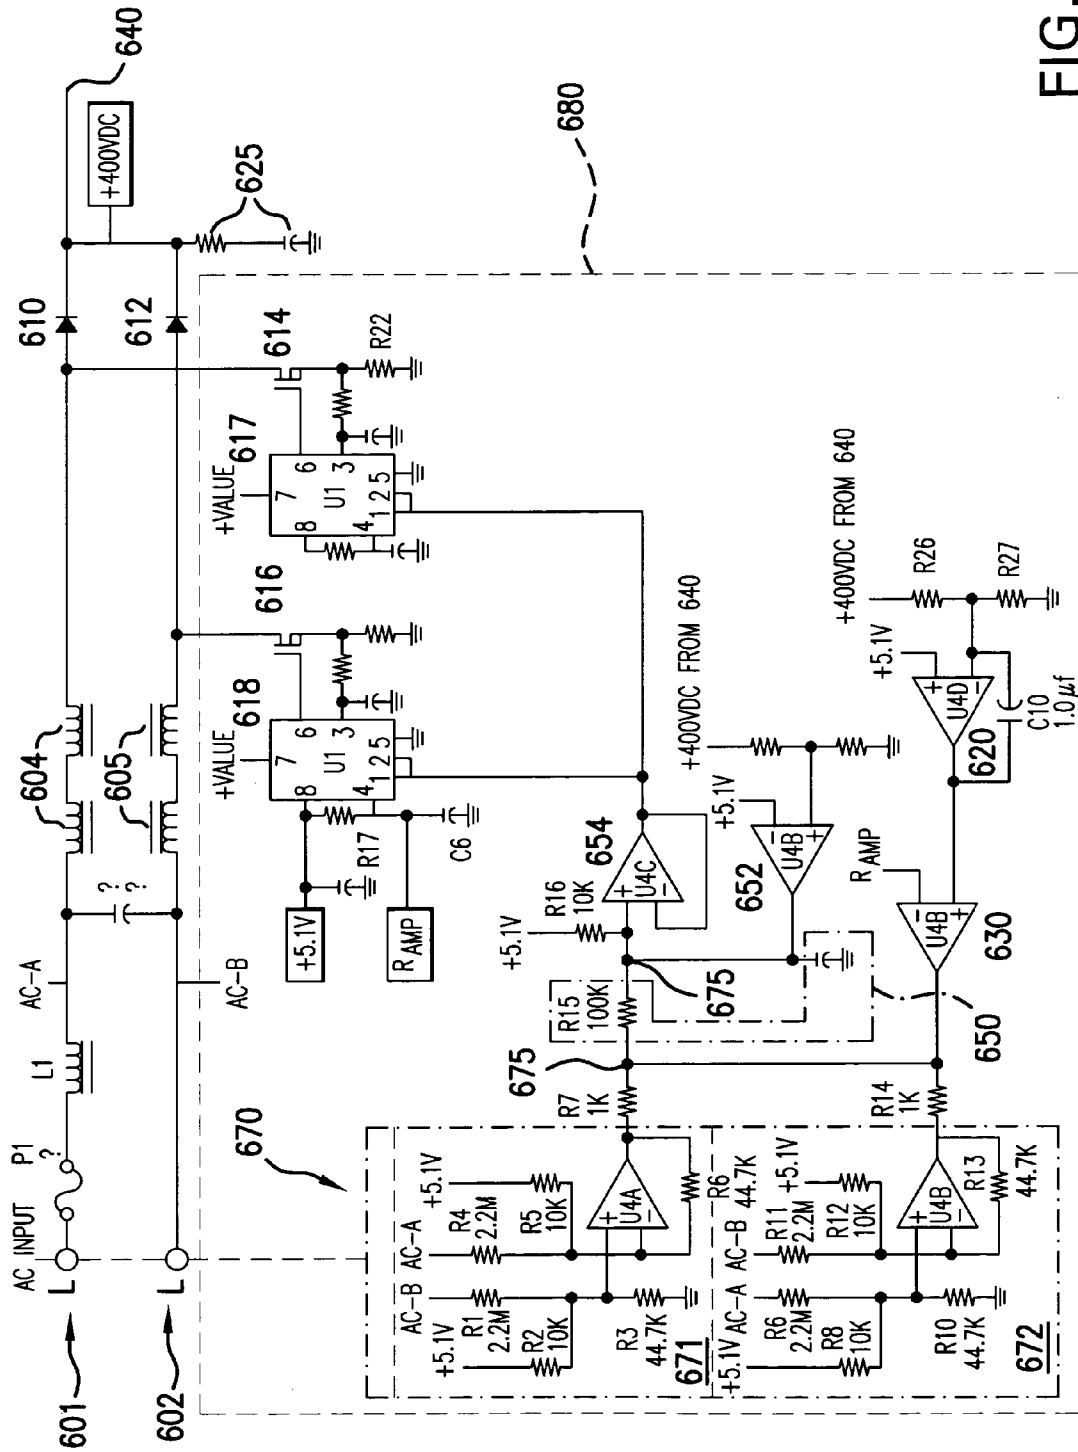 FIG.
601
602
L
L
AC INPUT
P1
?
L1
AC-A
AC-B
?
?
604
605
610
612
+400VDC
640
625
680
670
+5.1V
R AMP
R17
C6
+VALUE
618
7
8
6
U1
4
3
1 2 5
616
+VALUE
617
7
8
6
U1
4
3
1 2 5
614
R22
AC-B
AC-A
+5.1V
R1
2.2M
R2
10K
R3
44.7K
R4
2.2M
R5
10K
+5.1V
+
-
U4A
R6
44.7K
671
R7
1K
675
R15
100K
675
+5.1V
R16
10K
+
-
U4C
654
+5.1V
-
+
U4B
652
+400VDC FROM 640
650
AC-A
AC-B
+5.1V
R6
2.2M
R8
10K
R10
44.7K
R11
2.2M
R12
10K
+5.1V
+
-
U4B
R13
44.7K
672
R14
1K
R AMP
-
+
U4B
630
+5.1V
+
-
U4D
620
C10
1.0µf
+400VDC FROM 640
R26
R27